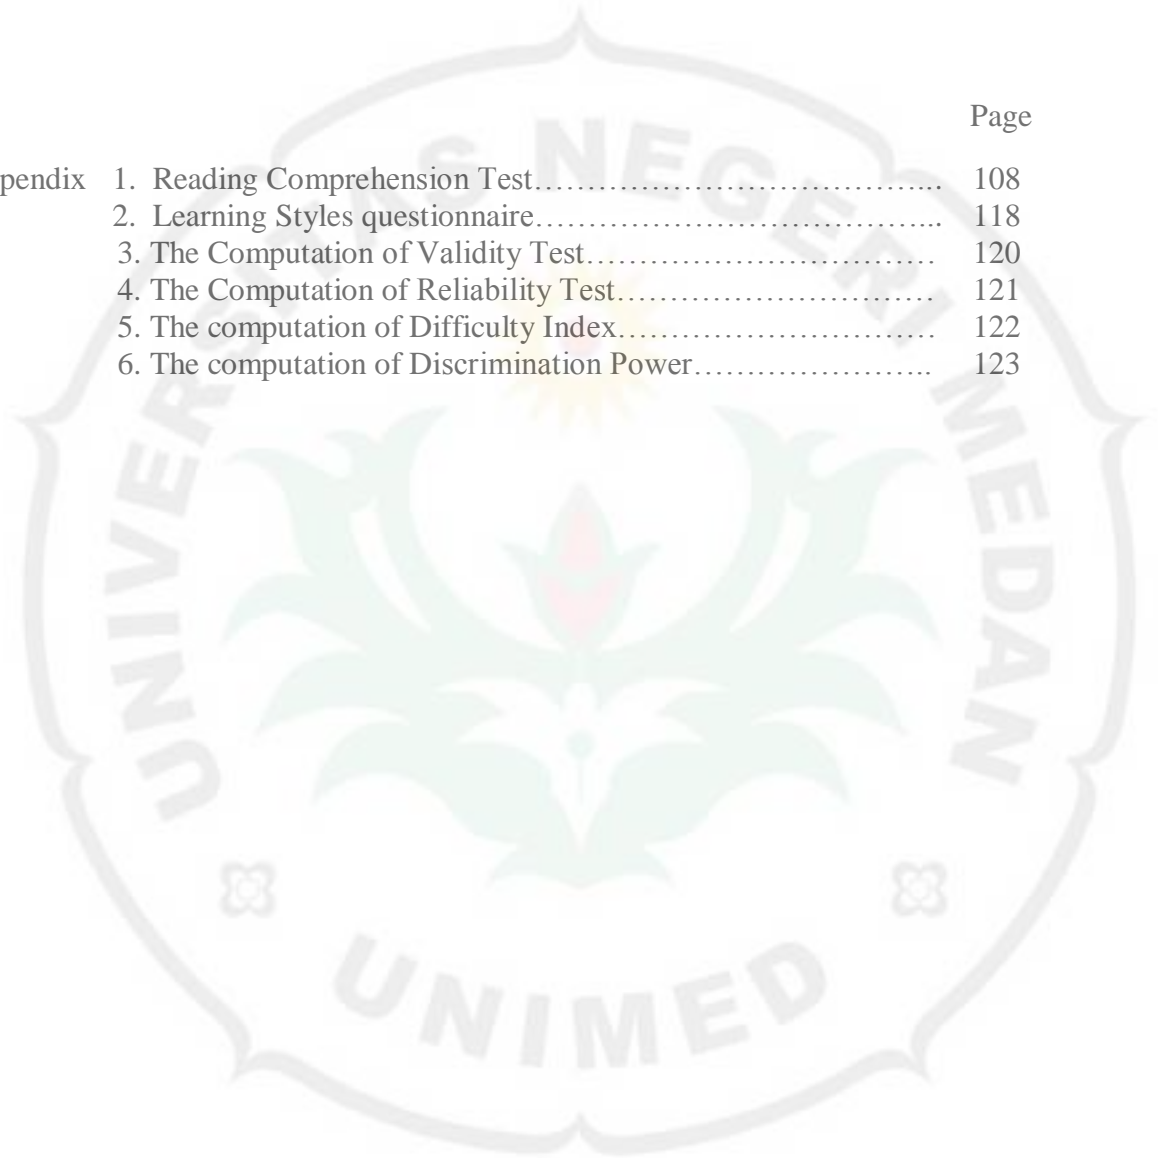 Page
pendix 1. Reading Comprehension Test…………………………………... 108
2. Learning Styles questionnaire…………………………………... 118
3. The Computation of Validity Test…………………………… 120
4. The Computation of Reliability Test………………………… 121
5. The computation of Difficulty Index………………………… 122
6. The computation of Discrimination Power………………….. 123
UNIVERSITAS NEGERI MEDAN
UNIMED